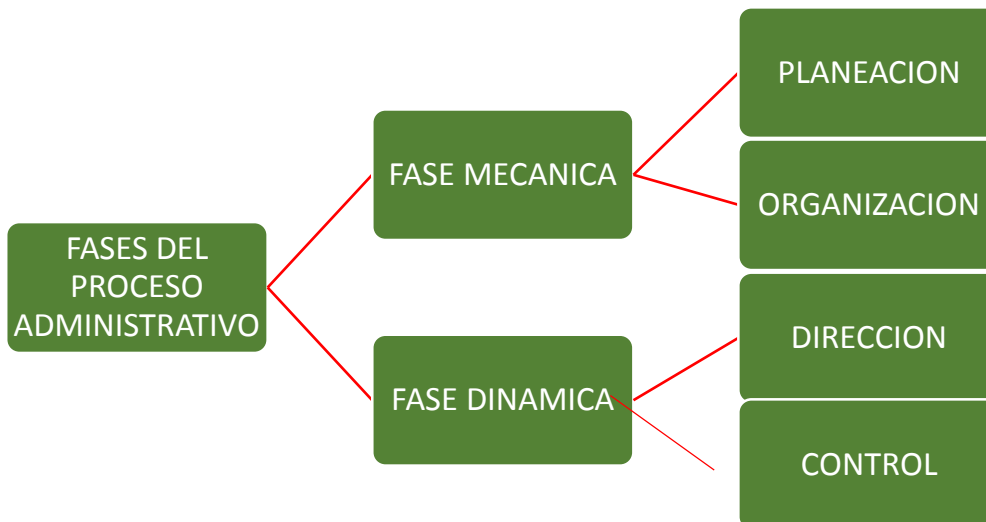 FASES DEL
PROCESO
ADMINISTRATIVO
FASE MECANICA
PLANEACION
ORGANIZACION
FASE DINAMICA
DIRECCION
CONTROL